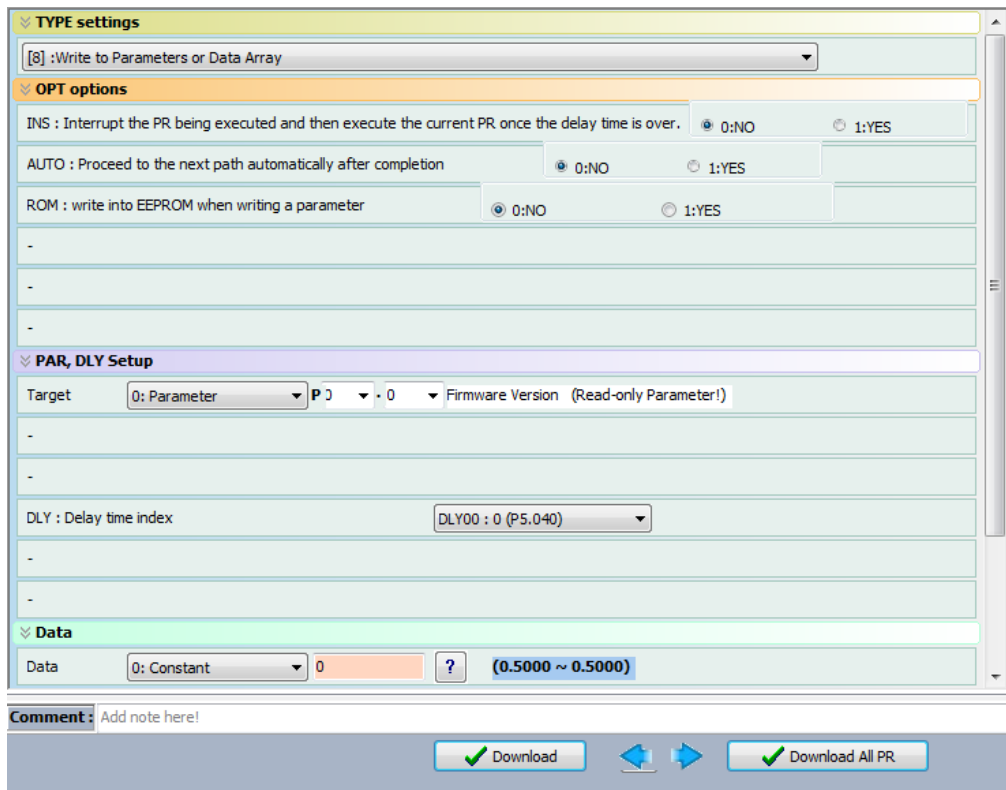 TYPE settings
[8] :Write to Parameters or Data Array
OPT options
INS : Interrupt the PR being executed and then execute the current PR once the delay time is over. 0:NO 1:YES
AUTO : Proceed to the next path automatically after completion 0:NO 1:YES
ROM : write into EEPROM when writing a parameter 0:NO 1:YES
-
-
-
PAR, DLY Setup
Target 0: Parameter P 0 . 0 Firmware Version (Read-only Parameter!)
-
-
DLY : Delay time index DLY00 : 0 (P5.040)
-
-
Data
Data 0: Constant 0 ? (0.5000 ~ 0.5000)
Comment : Add note here!
Download Download All PR